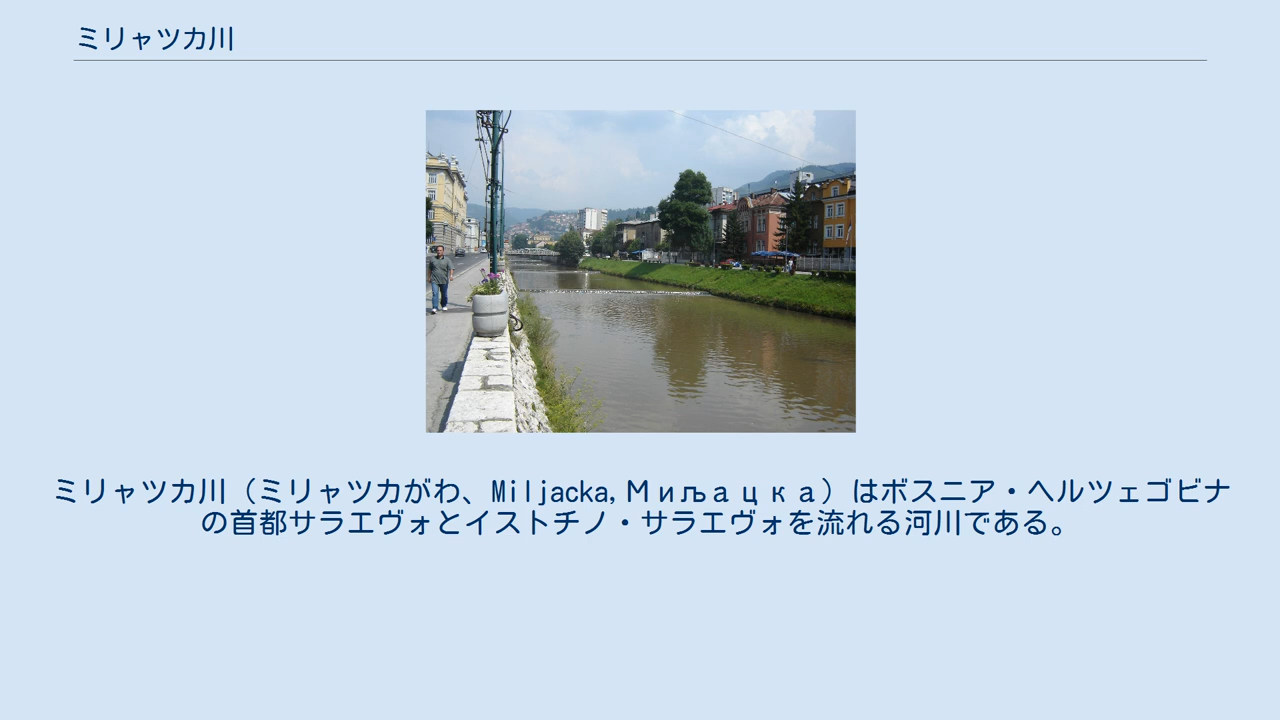 ミリャツカ川
ミリャツカ川（ミリャツカがわ、Miljacka,Миљацка）はボスニア・ヘルツェゴビナ
の首都サラエヴォとイストチノ・サラエヴォを流れる河川である。